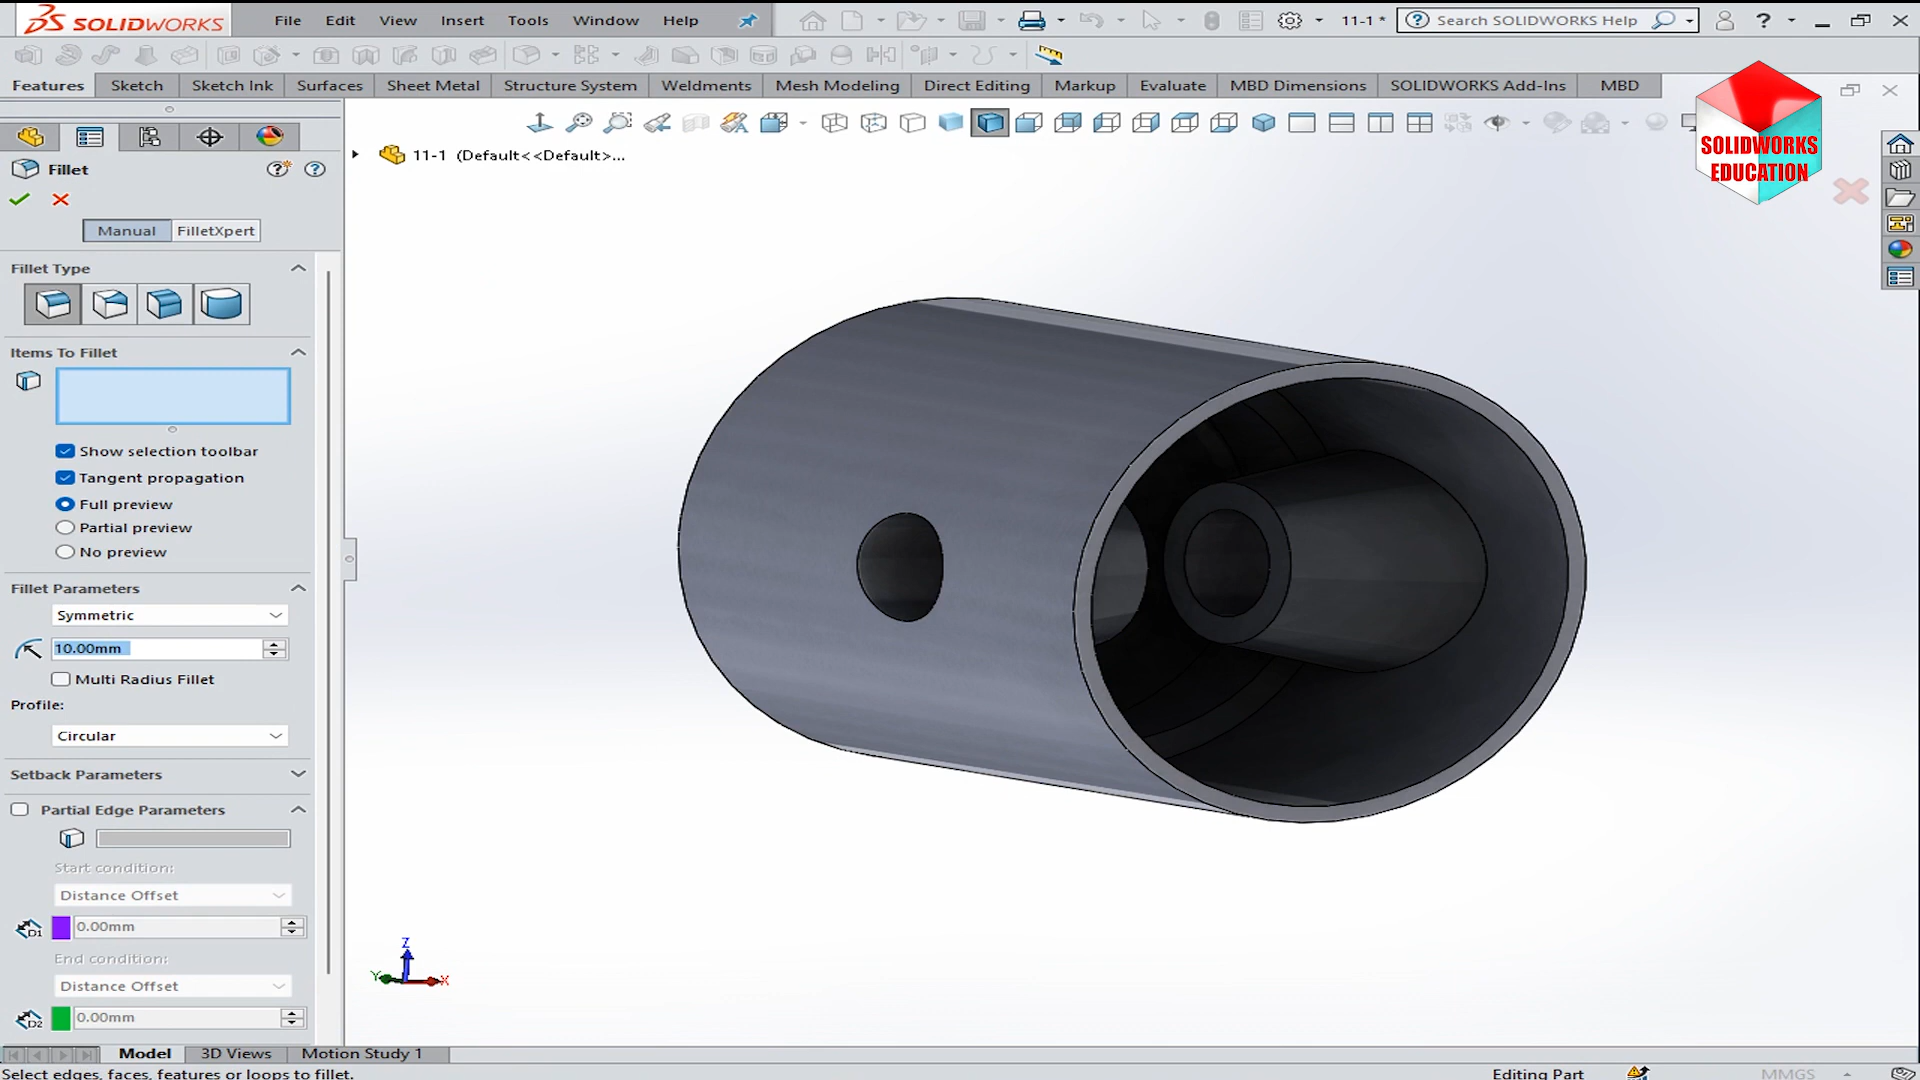 SOLIDWORKS File Edit View Insert Tools Window Help 11-1 * Search SOLIDWORKS Help ?
Features Sketch Sketch Ink Surfaces Sheet Metal Structure System Weldments Mesh Modeling Direct Editing Markup Evaluate MBD Dimensions SOLIDWORKS Add-Ins MBD
11-1 (Default<<Default>...
SOLIDWORKS
EDUCATION
Fillet
Manual FilletXpert
Fillet Type
Items To Fillet
Show selection toolbar
Tangent propagation
Full preview
Partial preview
No preview
Fillet Parameters
Symmetric
10.00mm
Multi Radius Fillet
Profile:
Circular
Setback Parameters
Partial Edge Parameters
Start condition:
Distance Offset
D1 0.00mm
End condition:
Distance Offset
D2 0.00mm
Z
Y X
Model 3D Views Motion Study 1
Select edges, faces, features or loops to fillet. Editing Part MMGS